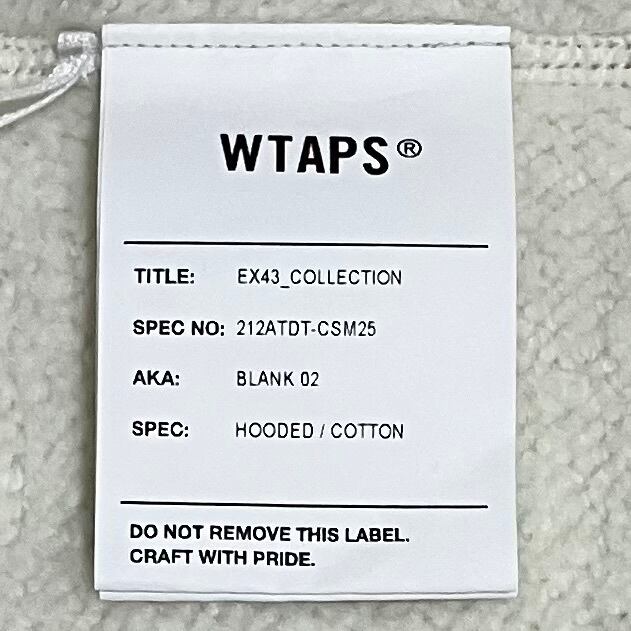 WTAPS®
TITLE: EX43_COLLECTION
SPEC NO: 212ATDT-CSM25
AKA: BLANK 02
SPEC: HOODED / COTTON
DO NOT REMOVE THIS LABEL.
CRAFT WITH PRIDE.